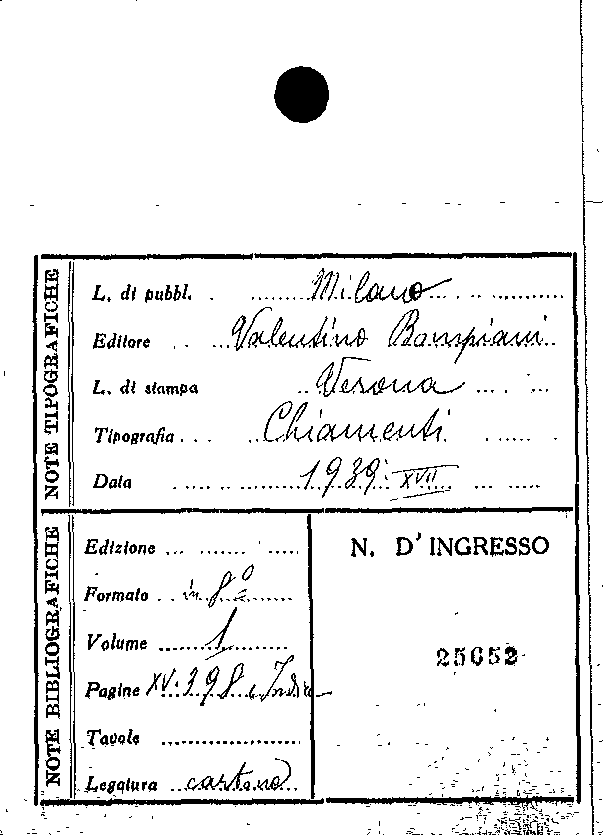 NOTE TIPOGRAFICHE
L. di pubbl. Milano
Editore Valentino Bompiani
L. di stampa Verona
Tipografia Chiamenti
Data 1939. XVII
NOTE BIBLIOGRAFICHE
Edizione
Formato in 8º
Volume 1
Pagine XV. 398 e Indice
Tavole
Legatura cartone
N. D'INGRESSO
25652